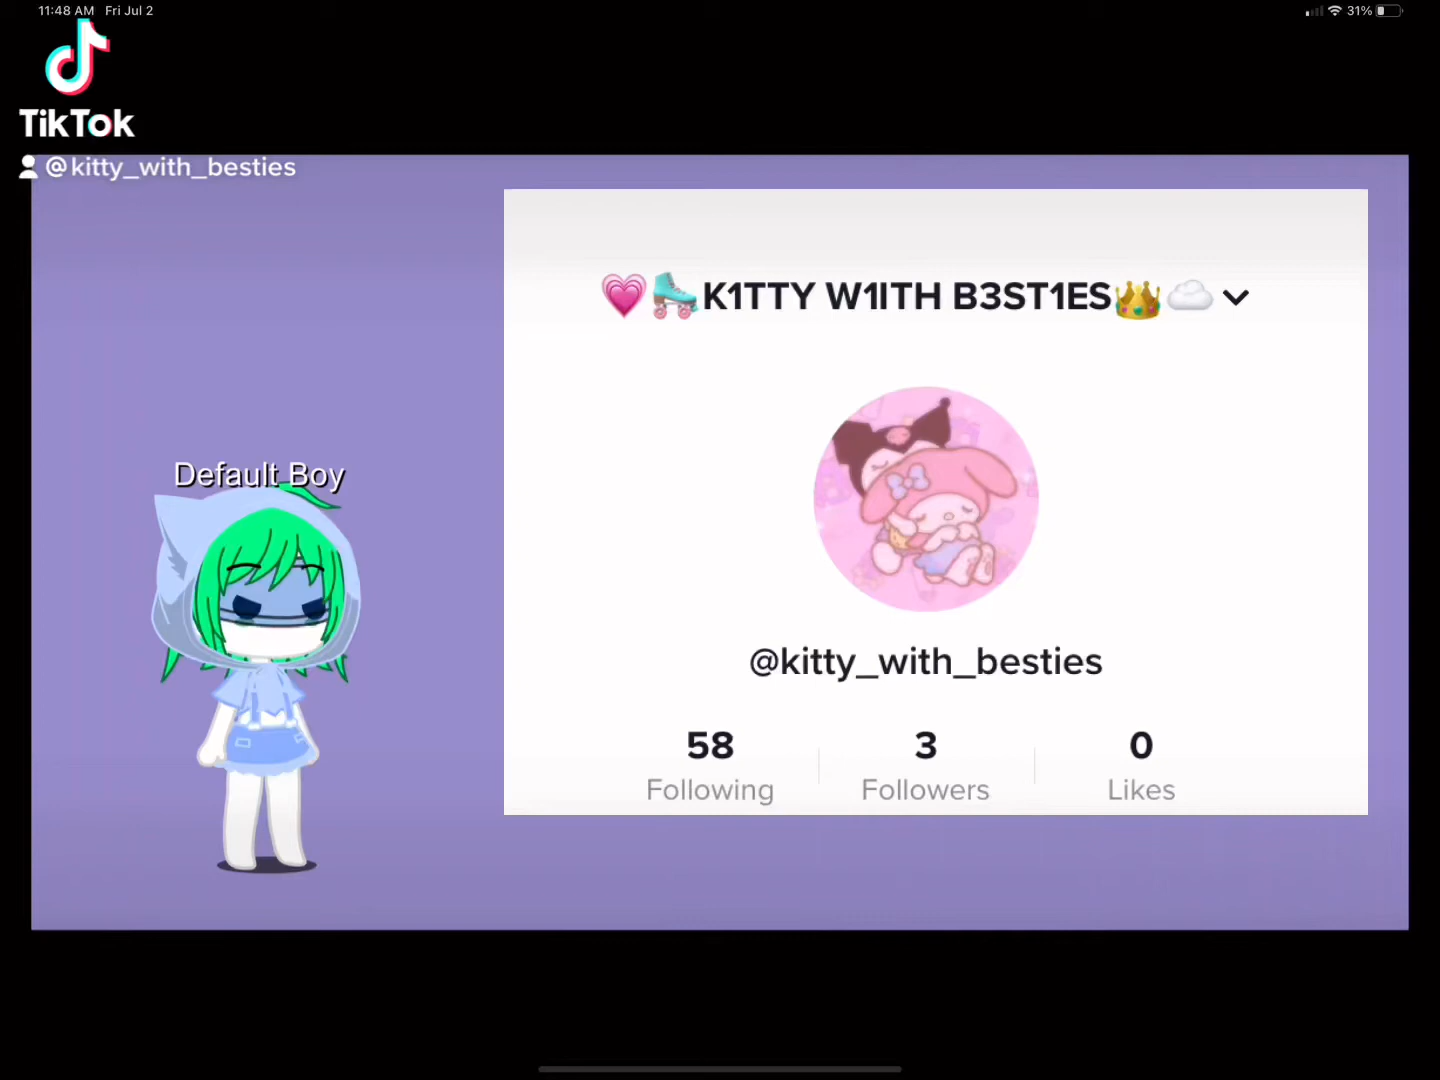 11:48 AM Fri Jul 2
31%
TikTok
@kitty_with_besties
💗🛼K1TTY W1ITH B3ST1ES👑☁️
Default Boy
@kitty_with_besties
58 3 0
Following Followers Likes